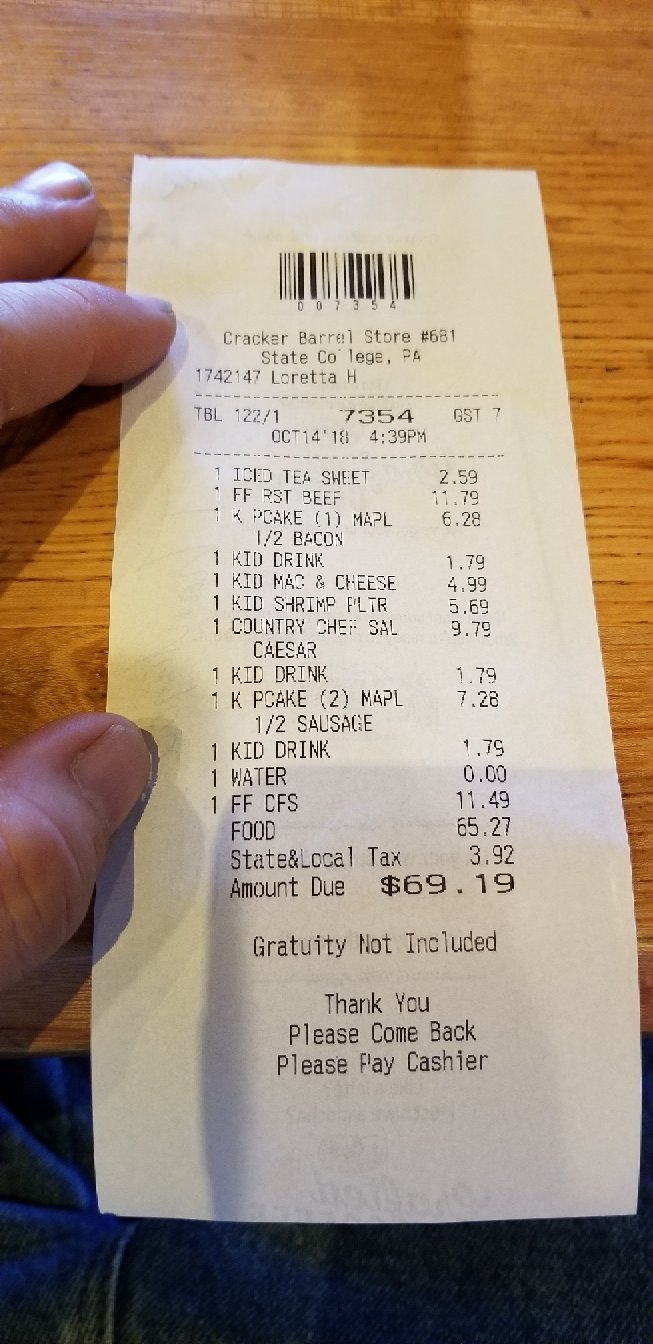 007354
Cracker Barrel Store #681
State College, PA
1742147 Loretta H
TBL 122/1 7354 GST 7
OCT14'18 4:39PM
1 ICED TEA SWEET 2.59
1 FF RST BEEF 11.79
1 K PCAKE (1) MAPL 6.28
1/2 BACON
1 KID DRINK 1.79
1 KID MAC & CHEESE 4.99
1 KID SHRIMP PLTR 5.69
1 COUNTRY CHEF SAL 9.79
CAESAR
1 KID DRINK 1.79
1 K PCAKE (2) MAPL 7.28
1/2 SAUSAGE
1 KID DRINK 1.79
1 WATER 0.00
1 FF CFS 11.49
FOOD 65.27
State&Local Tax 3.92
Amount Due $69.19
Gratuity Not Included
Thank You
Please Come Back
Please Pay Cashier